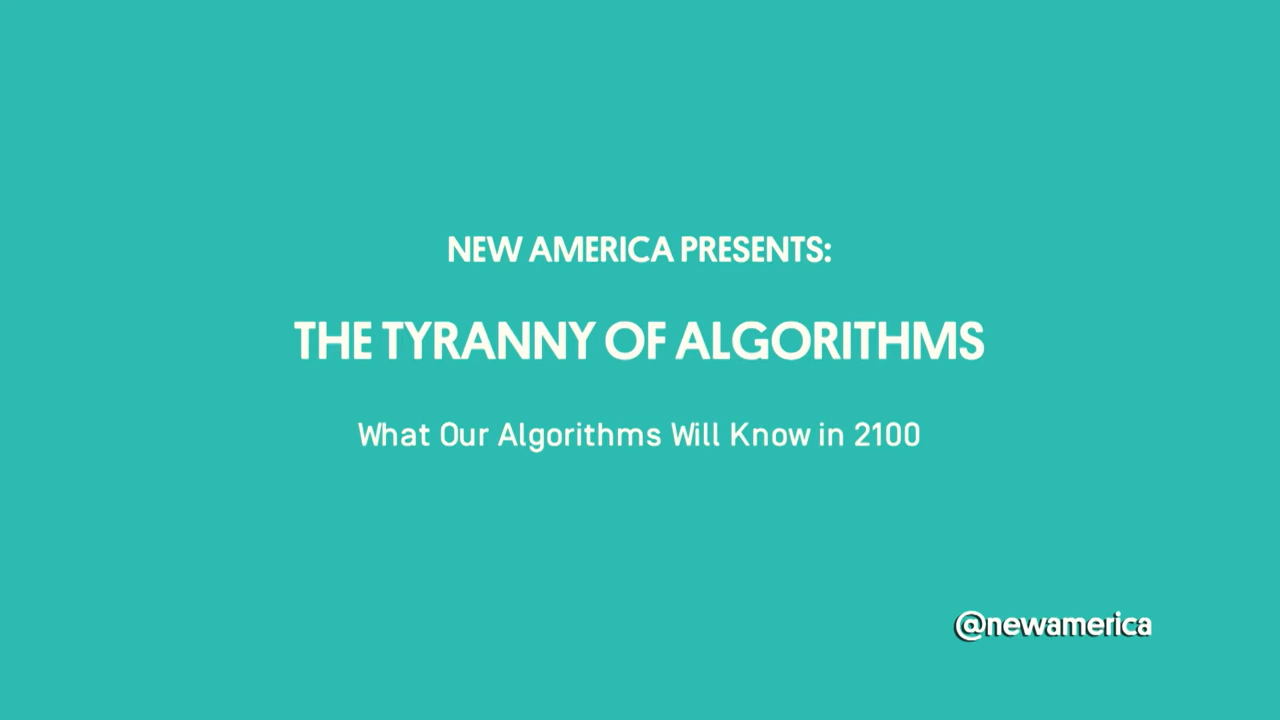 NEW AMERICA PRESENTS:
THE TYRANNY OF ALGORITHMS
What Our Algorithms Will Know in 2100
@newamerica